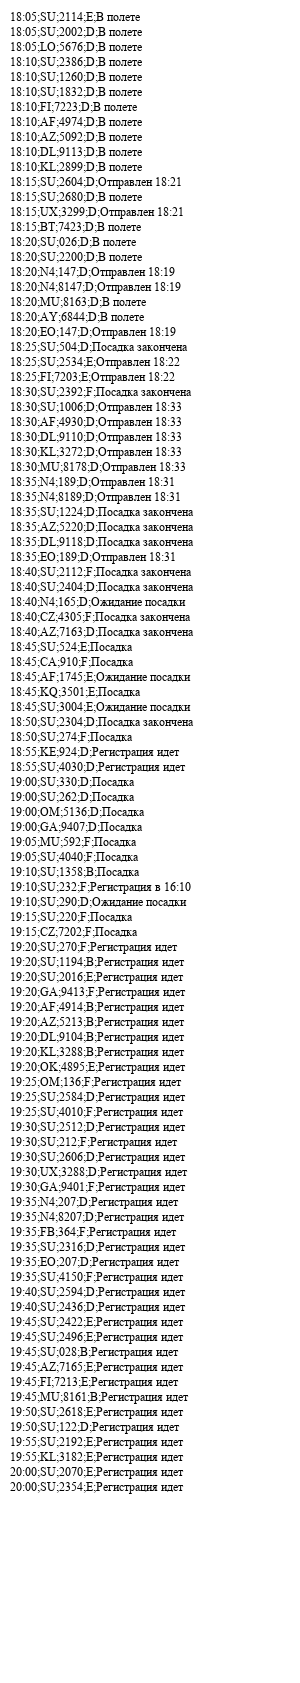 18:05;SU;2114;E;В полете
18:05;SU;2002;D;В полете
18:05;LO;5676;D;В полете
18:10;SU;2386;D;В полете
18:10;SU;1260;D;В полете
18:10;SU;1832;D;В полете
18:10;FI;7223;D;В полете
18:10;AF;4974;D;В полете
18:10;AZ;5092;D;В полете
18:10;DL;9113;D;В полете
18:10;KL;2899;D;В полете
18:15;SU;2604;D;Отправлен 18:21
18:15;SU;2680;D;В полете
18:15;UX;3299;D;Отправлен 18:21
18:15;BT;7423;D;В полете
18:20;SU;026;D;В полете
18:20;SU;2200;D;В полете
18:20;N4;147;D;Отправлен 18:19
18:20;N4;8147;D;Отправлен 18:19
18:20;MU;8163;D;В полете
18:20;AY;6844;D;В полете
18:20;EO;147;D;Отправлен 18:19
18:25;SU;504;D;Посадка закончена
18:25;SU;2534;E;Отправлен 18:22
18:25;FI;7203;E;Отправлен 18:22
18:30;SU;2392;F;Посадка закончена
18:30;SU;1006;D;Отправлен 18:33
18:30;AF;4930;D;Отправлен 18:33
18:30;DL;9110;D;Отправлен 18:33
18:30;KL;3272;D;Отправлен 18:33
18:30;MU;8178;D;Отправлен 18:33
18:35;N4;189;D;Отправлен 18:31
18:35;N4;8189;D;Отправлен 18:31
18:35;SU;1224;D;Посадка закончена
18:35;AZ;5220;D;Посадка закончена
18:35;DL;9118;D;Посадка закончена
18:35;EO;189;D;Отправлен 18:31
18:40;SU;2112;F;Посадка закончена
18:40;SU;2404;D;Посадка закончена
18:40;N4;165;D;Ожидание посадки
18:40;CZ;4305;F;Посадка закончена
18:40;AZ;7163;D;Посадка закончена
18:45;SU;524;E;Посадка
18:45;CA;910;F;Посадка
18:45;AF;1745;E;Ожидание посадки
18:45;KQ;3501;E;Посадка
18:45;SU;3004;E;Ожидание посадки
18:50;SU;2304;D;Посадка закончена
18:50;SU;274;F;Посадка
18:55;KE;924;D;Регистрация идет
18:55;SU;4030;D;Регистрация идет
19:00;SU;330;D;Посадка
19:00;SU;262;D;Посадка
19:00;OM;5136;D;Посадка
19:00;GA;9407;D;Посадка
19:05;MU;592;F;Посадка
19:05;SU;4040;F;Посадка
19:10;SU;1358;B;Посадка
19:10;SU;232;F;Регистрация в 16:10
19:10;SU;290;D;Ожидание посадки
19:15;SU;220;F;Посадка
19:15;CZ;7202;F;Посадка
19:20;SU;270;F;Регистрация идет
19:20;SU;1194;B;Регистрация идет
19:20;SU;2016;E;Регистрация идет
19:20;GA;9413;F;Регистрация идет
19:20;AF;4914;B;Регистрация идет
19:20;AZ;5213;B;Регистрация идет
19:20;DL;9104;B;Регистрация идет
19:20;KL;3288;B;Регистрация идет
19:20;OK;4895;E;Регистрация идет
19:25;OM;136;F;Регистрация идет
19:25;SU;2584;D;Регистрация идет
19:25;SU;4010;F;Регистрация идет
19:30;SU;2512;D;Регистрация идет
19:30;SU;212;F;Регистрация идет
19:30;SU;2606;D;Регистрация идет
19:30;UX;3288;D;Регистрация идет
19:30;GA;9401;F;Регистрация идет
19:35;N4;207;D;Регистрация идет
19:35;N4;8207;D;Регистрация идет
19:35;FB;364;F;Регистрация идет
19:35;SU;2316;D;Регистрация идет
19:35;EO;207;D;Регистрация идет
19:35;SU;4150;F;Регистрация идет
19:40;SU;2594;D;Регистрация идет
19:40;SU;2436;D;Регистрация идет
19:45;SU;2422;E;Регистрация идет
19:45;SU;2496;E;Регистрация идет
19:45;SU;028;B;Регистрация идет
19:45;AZ;7165;E;Регистрация идет
19:45;FI;7213;E;Регистрация идет
19:45;MU;8161;B;Регистрация идет
19:50;SU;2618;E;Регистрация идет
19:50;SU;122;D;Регистрация идет
19:55;SU;2192;E;Регистрация идет
19:55;KL;3182;E;Регистрация идет
20:00;SU;2070;E;Регистрация идет
20:00;SU;2354;E;Регистрация идет